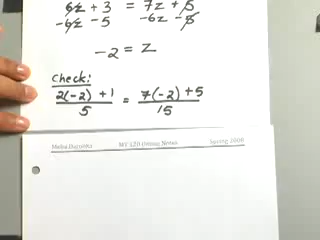 6z + 3 = 7z + 5
-6z - 5 -6z - 5
-2 = z
Check:
2(-2) + 1 = 7(-2) + 5
5 15
Spring 2008